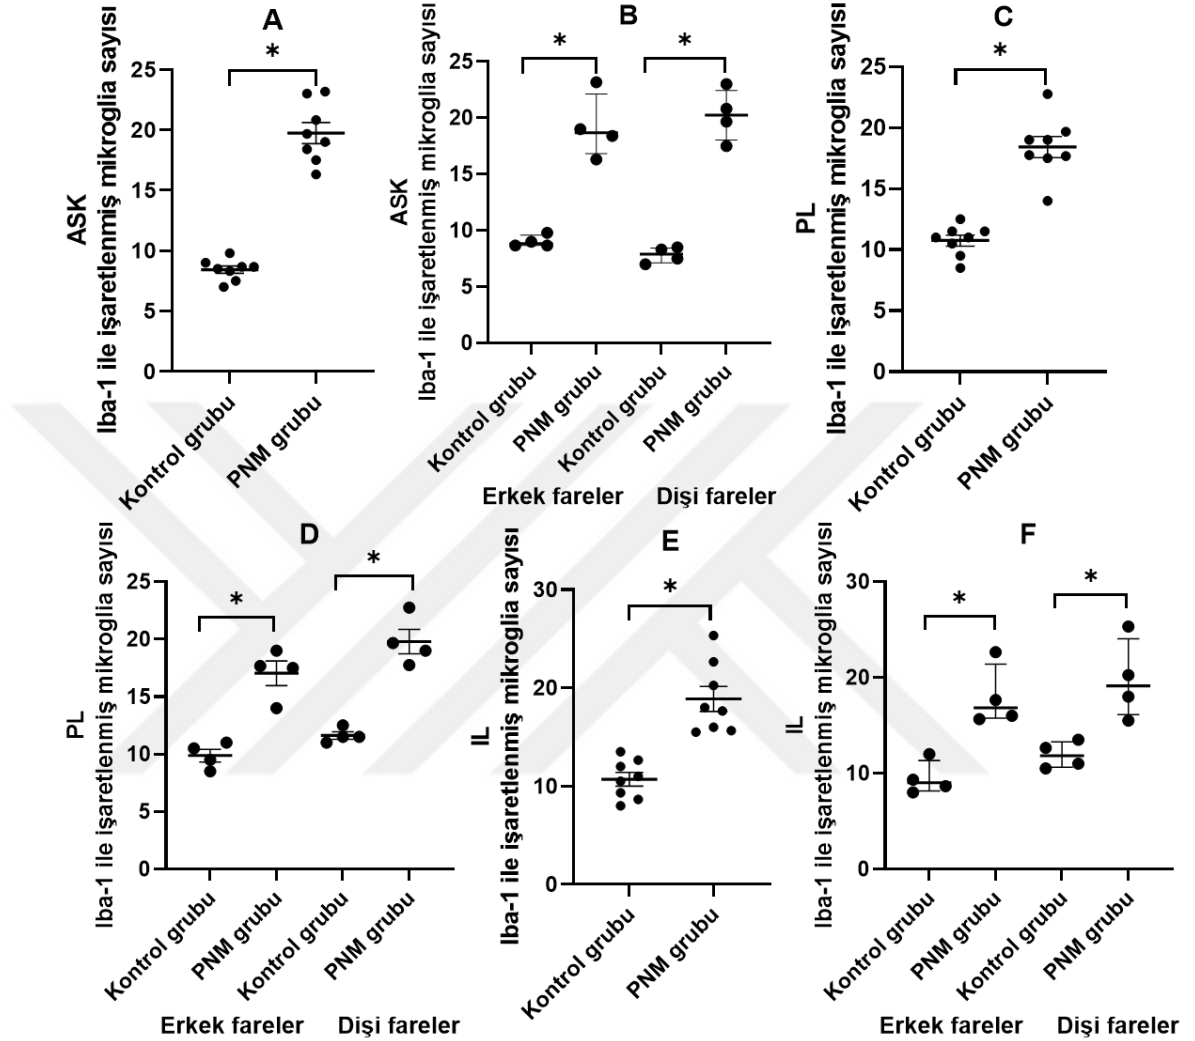 A
ASK
Iba-1 ile işaretlenmiş mikroglia sayısı
25
20
15
10
5
0
*
Kontrol grubu
PNM grubu
B
ASK
Iba-1 ile işaretlenmiş mikroglia sayısı
25
20
15
10
5
0
*
*
Kontrol grubu
PNM grubu
Kontrol grubu
PNM grubu
Erkek fareler
Dişi fareler
C
PL
Iba-1 ile işaretlenmiş mikroglia sayısı
25
20
15
10
5
0
*
Kontrol grubu
PNM grubu
D
PL
Iba-1 ile işaretlenmiş mikroglia sayısı
25
20
15
10
5
0
*
*
Kontrol grubu
PNM grubu
Kontrol grubu
PNM grubu
Erkek fareler
Dişi fareler
E
IL
Iba-1 ile işaretlenmiş mikroglia sayısı
30
20
10
0
*
Kontrol grubu
PNM grubu
F
IL
Iba-1 ile işaretlenmiş mikroglia sayısı
30
20
10
0
*
*
Kontrol grubu
PNM grubu
Kontrol grubu
PNM grubu
Erkek fareler
Dişi fareler